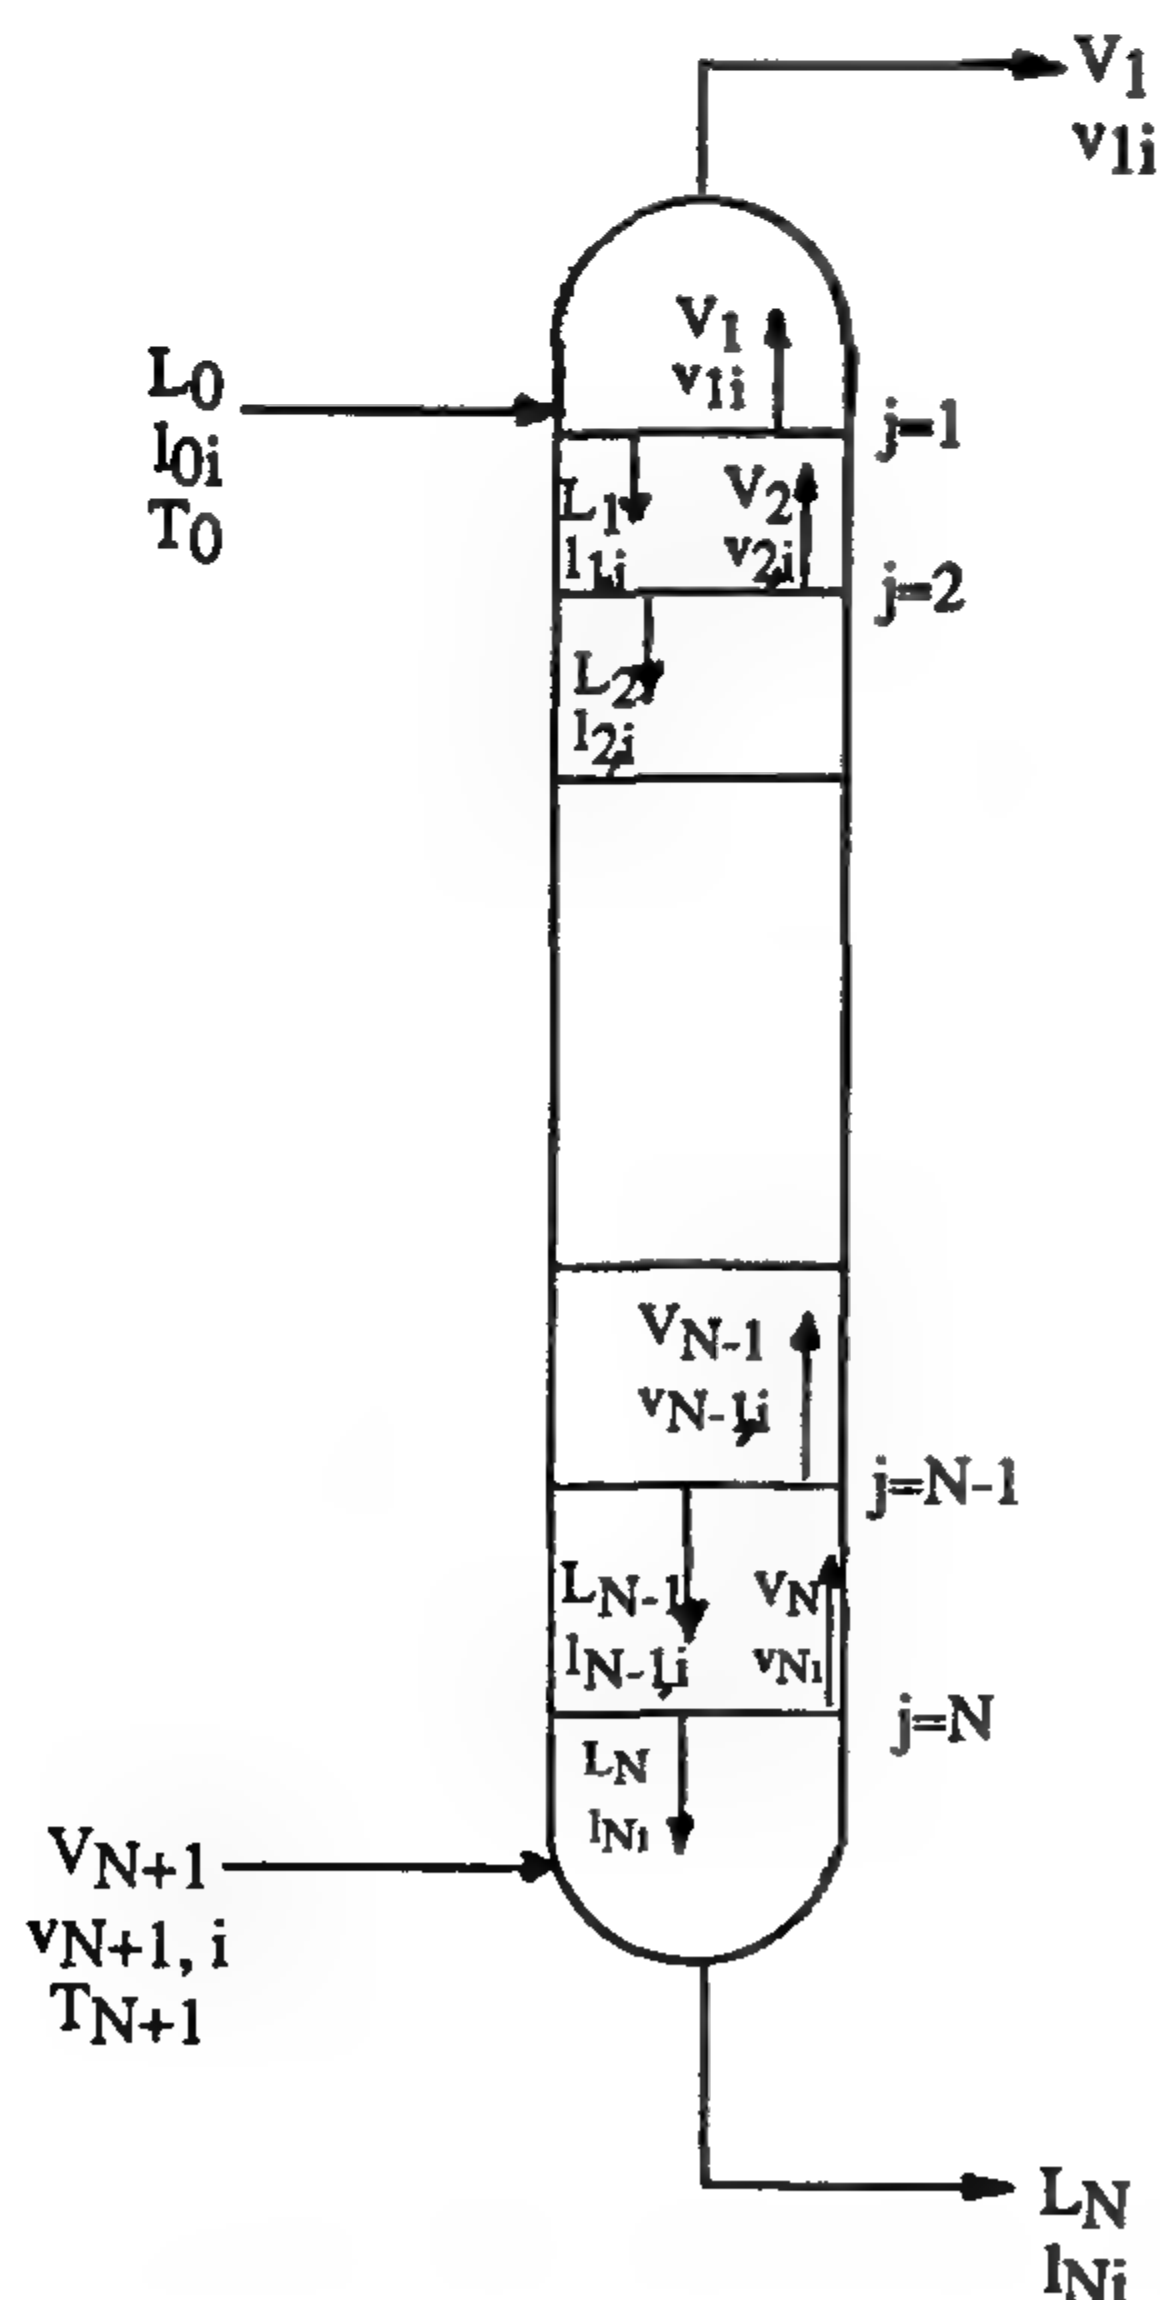 V1
v1i
V1
v1i
L0
l0i
T0
j=1
L1
l1i
V2
v2i
j=2
L2
l2i
VN-1
vN-1,i
j=N-1
LN-1
lN-1,i
VN
vNi
j=N
LN
lNi
VN+1
vN+1, i
TN+1
LN
lNi